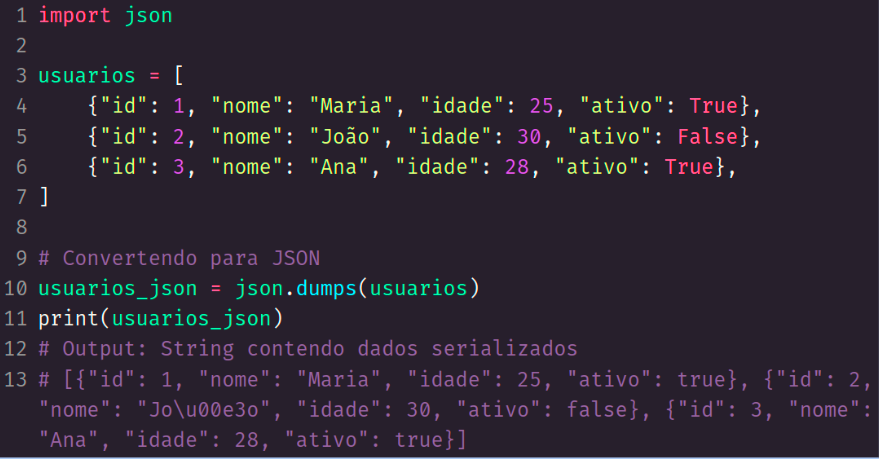 1 import json
2
3 usuarios = [
4     {"id": 1, "nome": "Maria", "idade": 25, "ativo": True},
5     {"id": 2, "nome": "João", "idade": 30, "ativo": False},
6     {"id": 3, "nome": "Ana", "idade": 28, "ativo": True},
7 ]
8
9 # Convertendo para JSON
10 usuarios_json = json.dumps(usuarios)
11 print(usuarios_json)
12 # Output: String contendo dados serializados
13 # [{"id": 1, "nome": "Maria", "idade": 25, "ativo": true}, {"id": 2,
"nome": "Jo\u00e3o", "idade": 30, "ativo": false}, {"id": 3, "nome":
"Ana", "idade": 28, "ativo": true}]